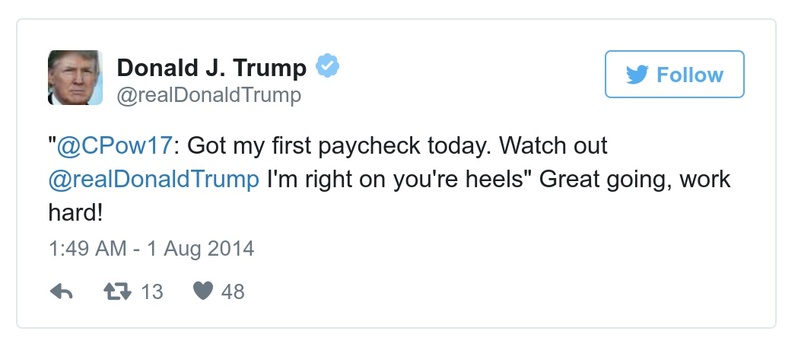 Donald J. Trump
@realDonaldTrump
Follow
"@CPow17: Got my first paycheck today. Watch out
@realDonaldTrump I'm right on you're heels" Great going, work
hard!
1:49 AM - 1 Aug 2014
13 48